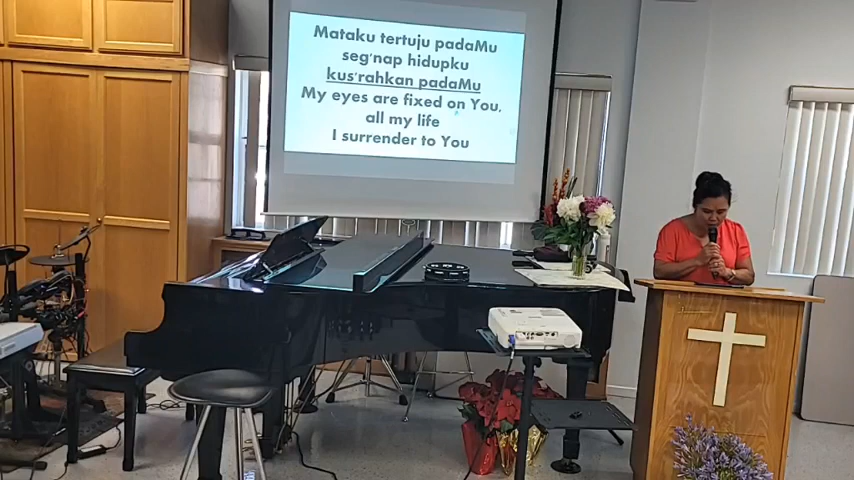 Mataku tertuju padaMu
seg'nap hidupku
kus'rahkan padaMu
My eyes are fixed on You,
all my life
I surrender to You